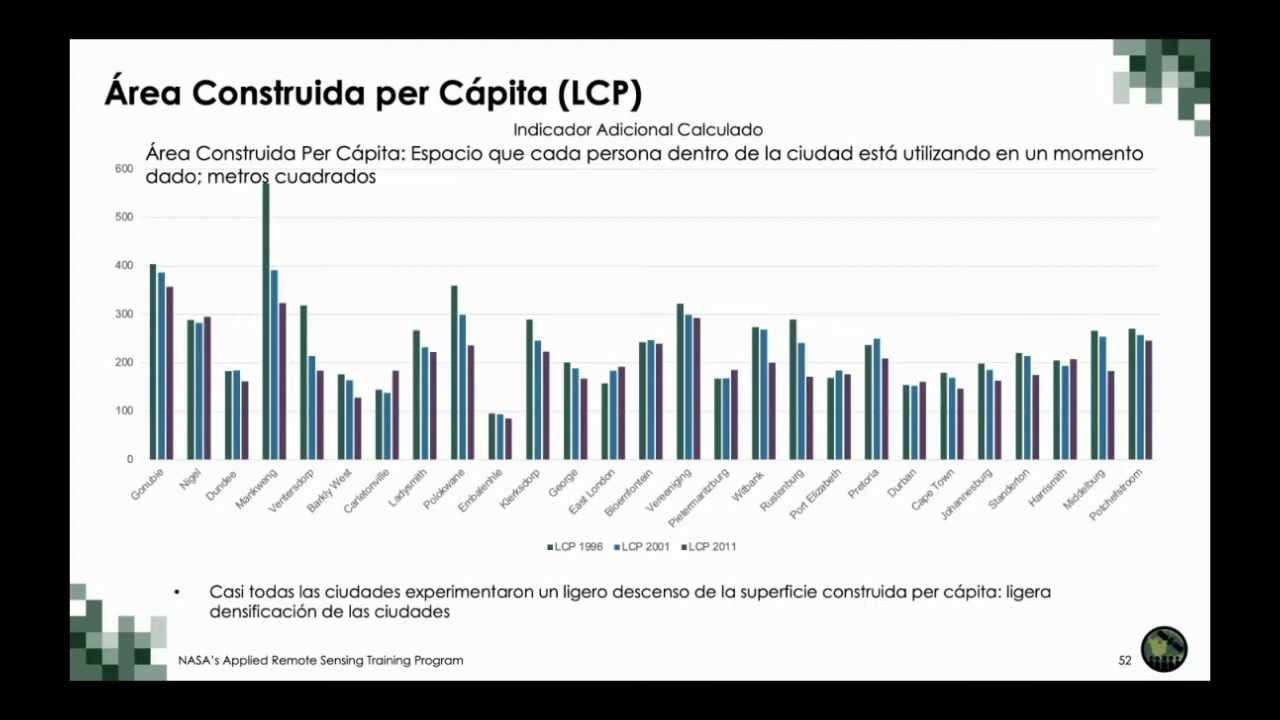 Área Construida per Cápita (LCP)
Indicador Adicional Calculado
Área Construida Per Cápita: Espacio que cada persona dentro de la ciudad está utilizando en un momento
dado; metros cuadrados
600
500
400
300
200
100
0
Gonubie
Nigel
Dundee
Mankweng
Ventersdorp
Barkly West
Carletonville
Ladysmith
Polokwane
Embalenhle
Klerksdorp
George
East London
Bloemfontein
Vereeniging
Pietermaritzburg
Witbank
Rustenburg
Port Elizabeth
Pretoria
Durban
Cape Town
Johannesburg
Standerton
Harrismith
Middelburg
Potchefstroom
LCP 1996 LCP 2001 LCP 2011
• Casi todas las ciudades experimentaron un ligero descenso de la superficie construida per cápita: ligera
densificación de las ciudades
NASA's Applied Remote Sensing Training Program
52